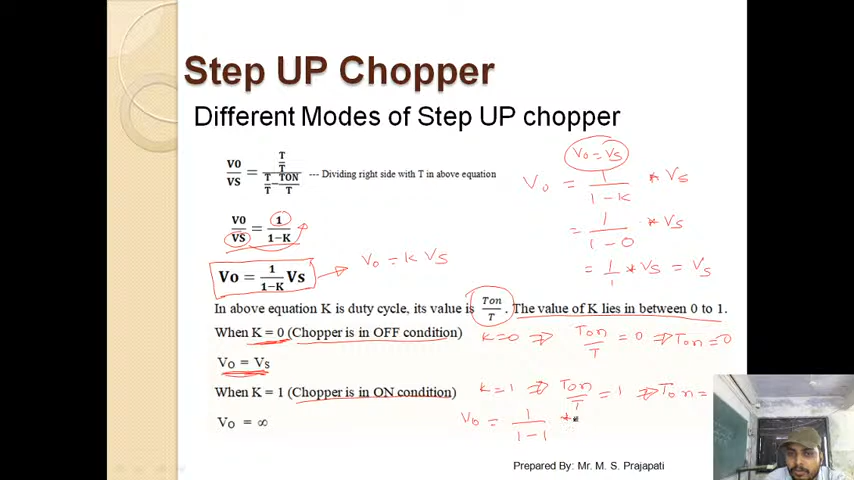 Step UP Chopper
Different Modes of Step UP chopper
VO/VS = (T/T)/(T/T - TON/T) --- Dividing right side with T in above equation
VO/VS = 1/(1-K)
Vo = 1/(1-K) Vs
Vo = K Vs
Vo = Vs
Vo = 1/(1-K) * Vs
= 1/(1-0) * Vs
= 1/1 * Vs = Vs
In above equation K is duty cycle, its value is Ton/T . The value of K lies in between 0 to 1.
When K = 0 (Chopper is in OFF condition)
K=0 ⇒ Ton/T = 0 ⇒ Ton = 0
Vo = Vs
When K = 1 (Chopper is in ON condition)
K=1 ⇒ Ton/T = 1 ⇒ Ton =
Vo = ∞
Vo = 1/(1-1) *
Prepared By: Mr. M. S. Prajapati